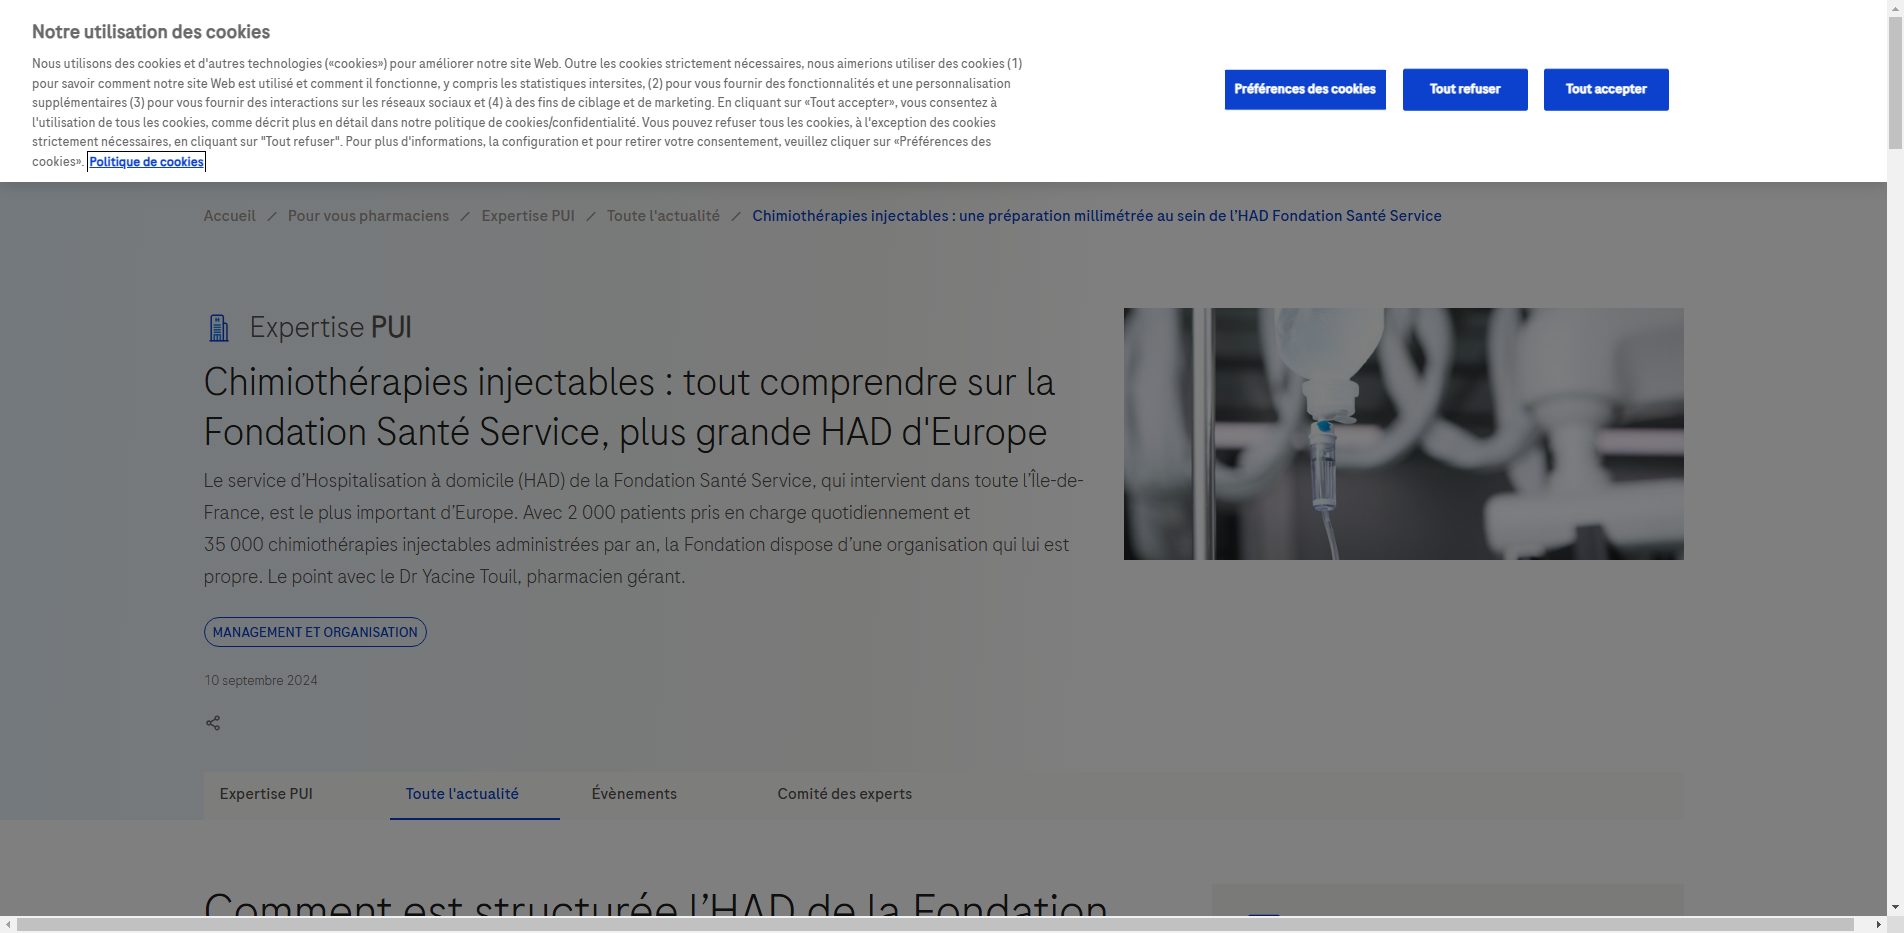 Notre utilisation des cookies
Nous utilisons des cookies et d'autres technologies («cookies») pour améliorer notre site Web. Outre les cookies strictement nécessaires, nous aimerions utiliser des cookies (1)
pour savoir comment notre site Web est utilisé et comment il fonctionne, y compris les statistiques intersites, (2) pour vous fournir des fonctionnalités et une personnalisation
supplémentaires (3) pour vous fournir des interactions sur les réseaux sociaux et (4) à des fins de ciblage et de marketing. En cliquant sur «Tout accepter», vous consentez à
l'utilisation de tous les cookies, comme décrit plus en détail dans notre politique de cookies/confidentialité. Vous pouvez refuser tous les cookies, à l'exception des cookies
strictement nécessaires, en cliquant sur "Tout refuser". Pour plus d'informations, la configuration et pour retirer votre consentement, veuillez cliquer sur «Préférences des
cookies». Politique de cookies
Préférences des cookies
Tout refuser
Tout accepter
Accueil / Pour vous pharmaciens / Expertise PUI / Toute l'actualité / Chimiothérapies injectables : une préparation millimétrée au sein de l’HAD Fondation Santé Service
Expertise PUI
Chimiothérapies injectables : tout comprendre sur la
Fondation Santé Service, plus grande HAD d'Europe
Le service d’Hospitalisation à domicile (HAD) de la Fondation Santé Service, qui intervient dans toute l’Île-de-
France, est le plus important d’Europe. Avec 2 000 patients pris en charge quotidiennement et
35 000 chimiothérapies injectables administrées par an, la Fondation dispose d’une organisation qui lui est
propre. Le point avec le Dr Yacine Touil, pharmacien gérant.
MANAGEMENT ET ORGANISATION
10 septembre 2024
Expertise PUI
Toute l'actualité
Évènements
Comité des experts
Comment est structurée l’HAD de la Fondation